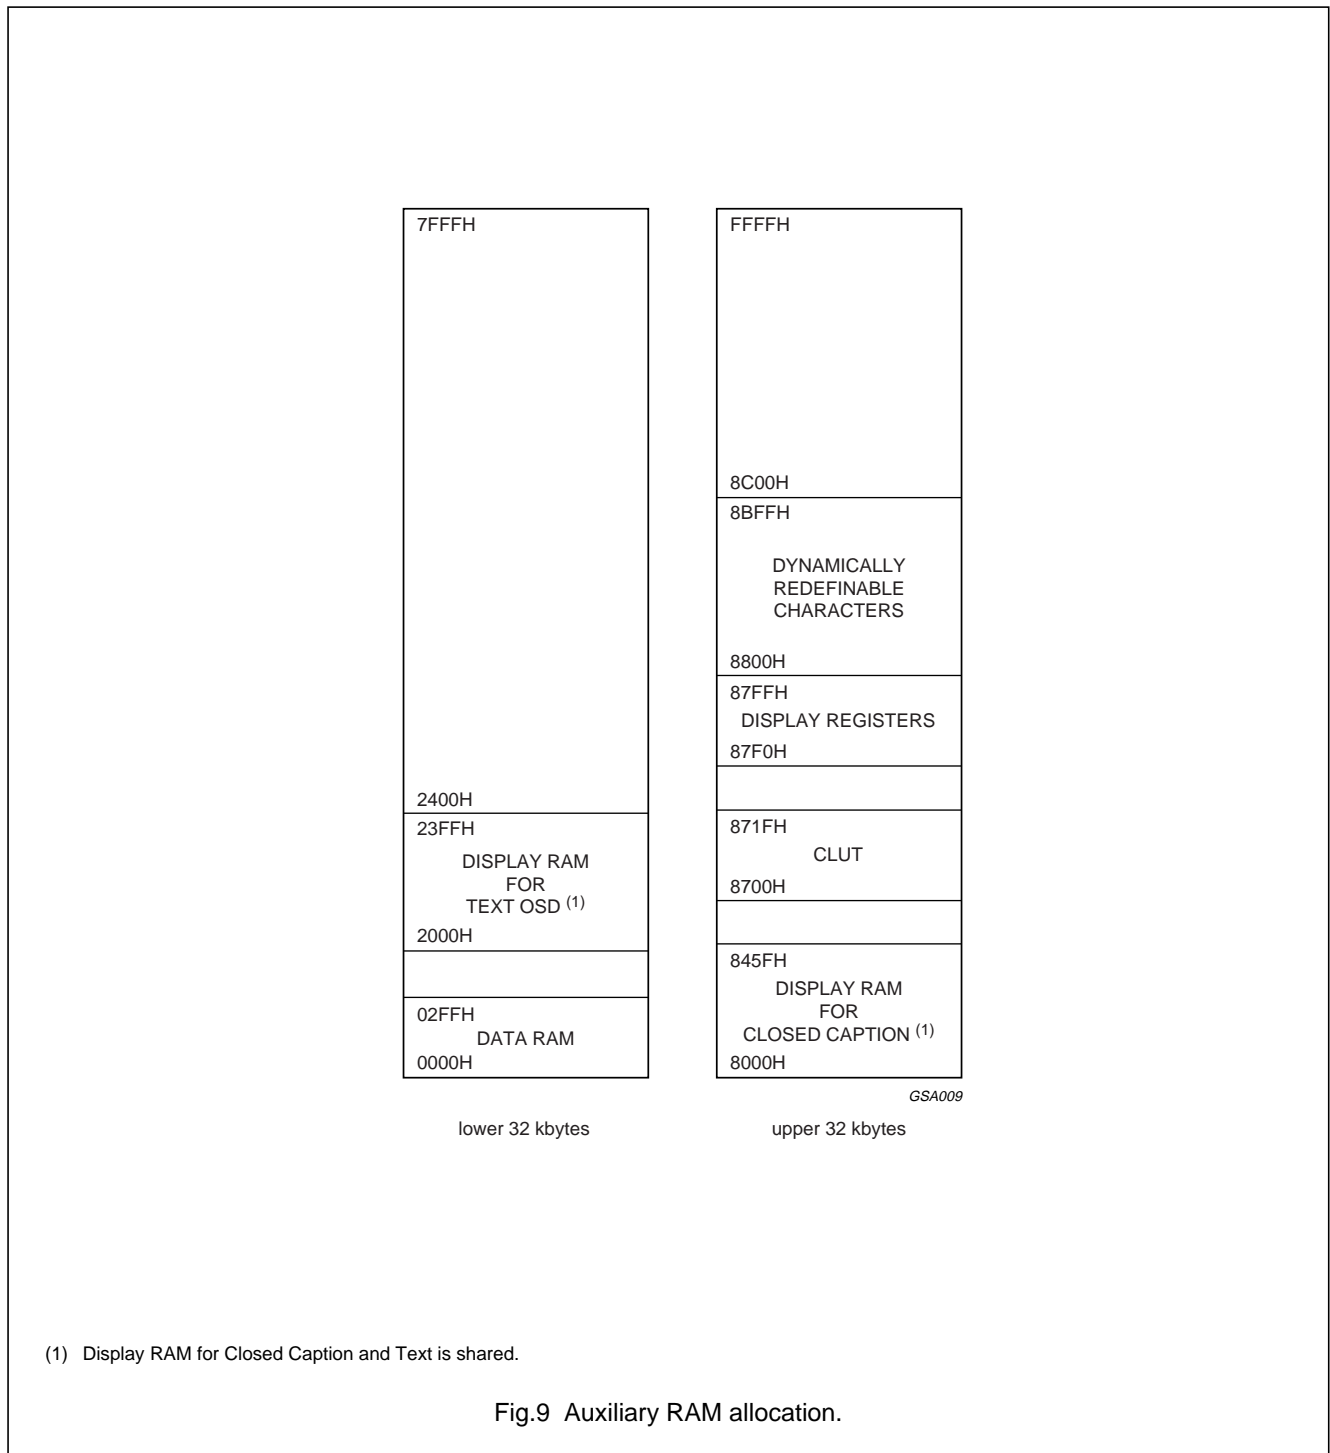 7FFFH
2400H
23FFH
DISPLAY RAM
FOR
TEXT OSD (1)
2000H
02FFH
DATA RAM
0000H
lower 32 kbytes
FFFFH
8C00H
8BFFH
DYNAMICALLY
REDEFINABLE
CHARACTERS
8800H
87FFH
DISPLAY REGISTERS
87F0H
871FH
CLUT
8700H
845FH
DISPLAY RAM
FOR
CLOSED CAPTION (1)
8000H
GSA009
upper 32 kbytes
(1) Display RAM for Closed Caption and Text is shared.
Fig.9 Auxiliary RAM allocation.